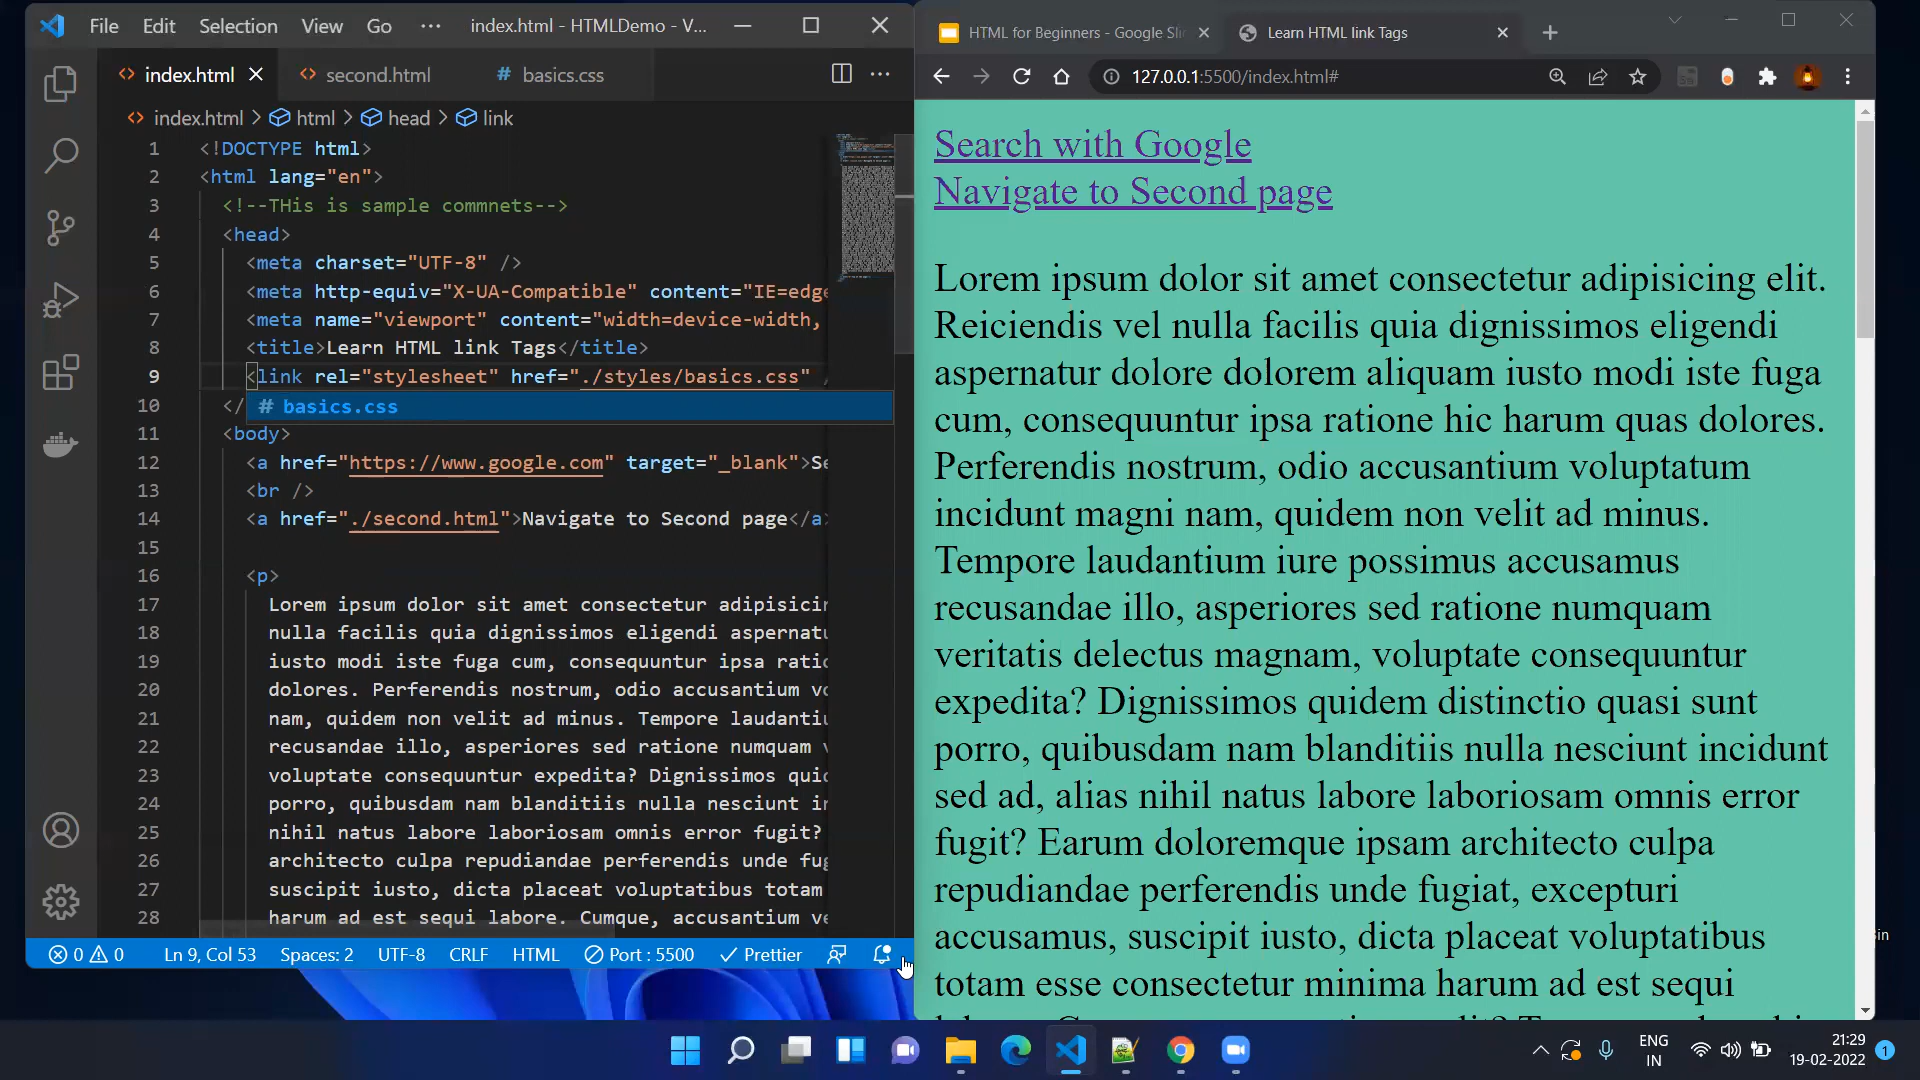 File Edit Selection View Go ··· index.html - HTMLDemo - V...
index.html second.html # basics.css
index.html > html > head > link
1 <!DOCTYPE html>
2 <html lang="en">
3 <!--THis is sample commnets-->
4 <head>
5 <meta charset="UTF-8" />
6 <meta http-equiv="X-UA-Compatible" content="IE=edge
7 <meta name="viewport" content="width=device-width,
8 <title>Learn HTML link Tags</title>
9 <link rel="stylesheet" href="./styles/basics.css" /
10 </
# basics.css
11 <body>
12 <a href="https://www.google.com" target="_blank">Se
13 <br />
14 <a href="./second.html">Navigate to Second page</a>
15
16 <p>
17 Lorem ipsum dolor sit amet consectetur adipisicin
18 nulla facilis quia dignissimos eligendi aspernatu
19 iusto modi iste fuga cum, consequuntur ipsa ratio
20 dolores. Perferendis nostrum, odio accusantium vo
21 nam, quidem non velit ad minus. Tempore laudantiu
22 recusandae illo, asperiores sed ratione numquam v
23 voluptate consequuntur expedita? Dignissimos quid
24 porro, quibusdam nam blanditiis nulla nesciunt in
25 nihil natus labore laboriosam omnis error fugit?
26 architecto culpa repudiandae perferendis unde fug
27 suscipit iusto, dicta placeat voluptatibus totam
28 harum ad est sequi labore. Cumque, accusantium ve
0 0 Ln 9, Col 53 Spaces: 2 UTF-8 CRLF HTML Port : 5500 Prettier
HTML for Beginners - Google Sli Learn HTML link Tags
127.0.0.1:5500/index.html#
Search with Google
Navigate to Second page
Lorem ipsum dolor sit amet consectetur adipisicing elit.
Reiciendis vel nulla facilis quia dignissimos eligendi
aspernatur dolore dolorem aliquam iusto modi iste fuga
cum, consequuntur ipsa ratione hic harum quas dolores.
Perferendis nostrum, odio accusantium voluptatum
incidunt magni nam, quidem non velit ad minus.
Tempore laudantium iure possimus accusamus
recusandae illo, asperiores sed ratione numquam
veritatis delectus magnam, voluptate consequuntur
expedita? Dignissimos quidem distinctio quasi sunt
porro, quibusdam nam blanditiis nulla nesciunt incidunt
sed ad, alias nihil natus labore laboriosam omnis error
fugit? Earum doloremque ipsam architecto culpa
repudiandae perferendis unde fugiat, excepturi
accusamus, suscipit iusto, dicta placeat voluptatibus
totam esse consectetur minima harum ad est sequi
ENG
IN
21:29
19-02-2022
1